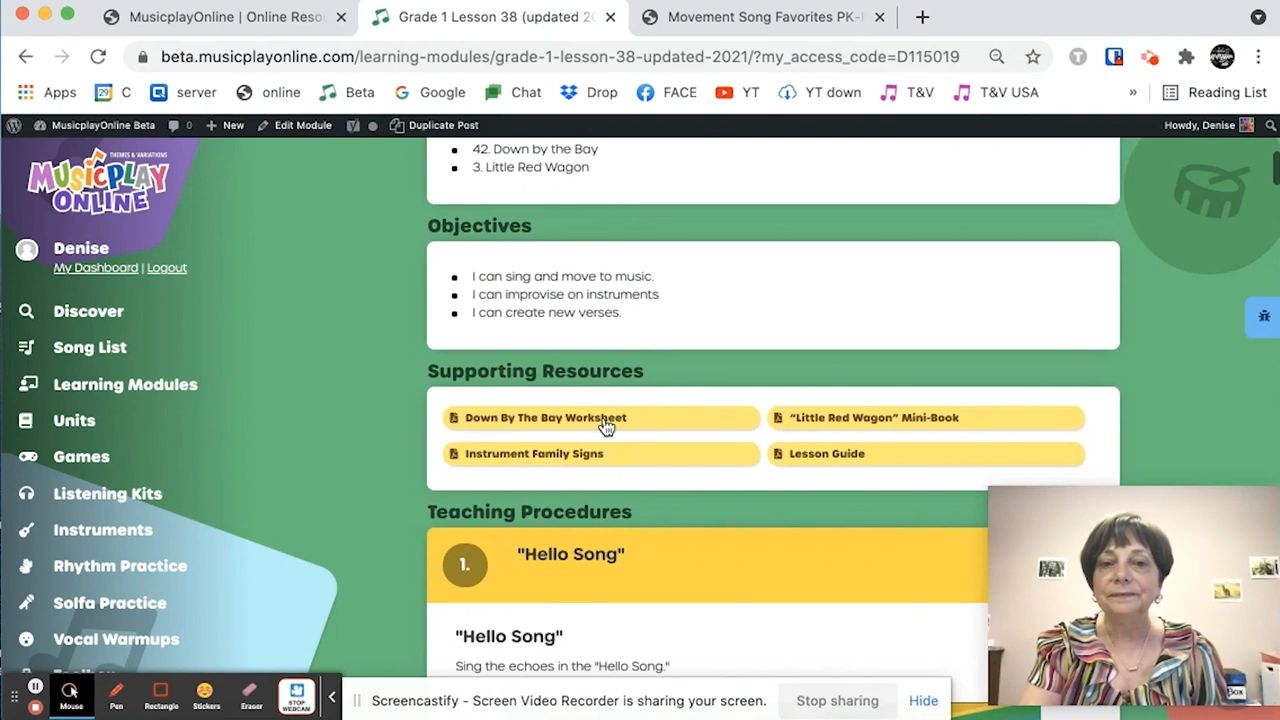 MusicplayOnline | Online Reso
Grade 1 Lesson 38 (updated 20
Movement Song Favorites PK-
beta.musicplayonline.com/learning-modules/grade-1-lesson-38-updated-2021/?my_access_code=D115019
Apps 29 C server online Beta Google Chat Drop FACE YT YT down T&V T&V USA » Reading List
MusicplayOnline Beta 0 New Edit Module Duplicate Post Howdy, Denise
THEMES & VARIATIONS
MUSICPLAY
ONLINE
Denise
My Dashboard | Logout
Discover
Song List
Learning Modules
Units
Games
Listening Kits
Instruments
Rhythm Practice
Solfa Practice
Vocal Warmups
42. Down by the Bay
3. Little Red Wagon
Objectives
I can sing and move to music.
I can improvise on instruments
I can create new verses.
Supporting Resources
Down By The Bay Worksheet
"Little Red Wagon" Mini-Book
Instrument Family Signs
Lesson Guide
Teaching Procedures
1. "Hello Song"
"Hello Song"
Sing the echoes in the "Hello Song."
Mouse Pen Rectangle Stickers Eraser STOP WEBCAM
Screencastify - Screen Video Recorder is sharing your screen. Stop sharing Hide
Box